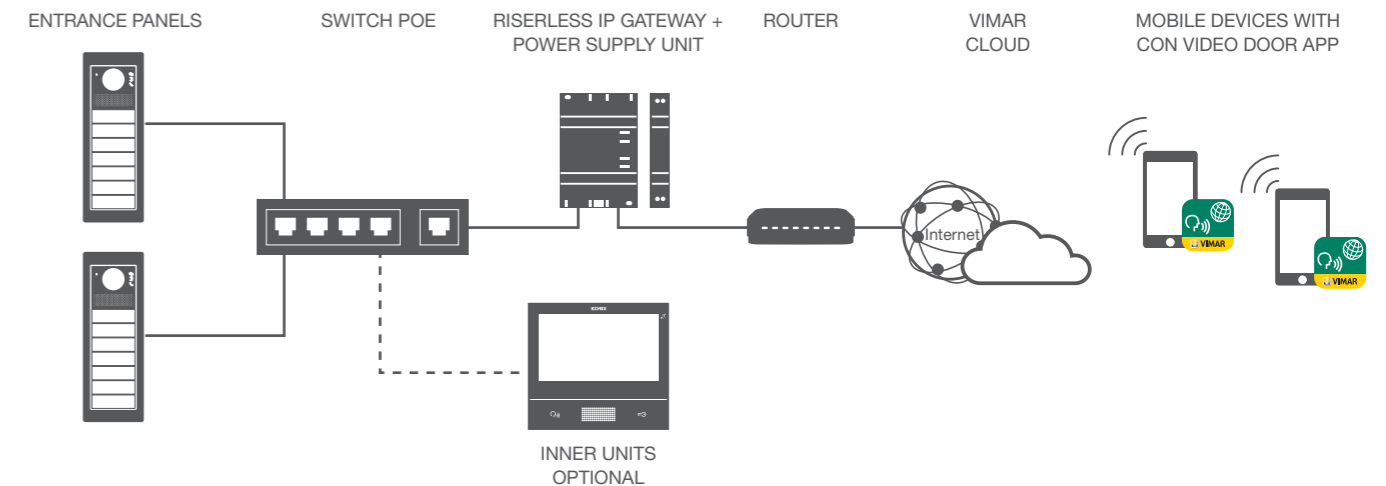 ENTRANCE PANELS
SWITCH POE
RISERLESS IP GATEWAY +
POWER SUPPLY UNIT
ROUTER
VIMAR
CLOUD
MOBILE DEVICES WITH
CON VIDEO DOOR APP
Internet
VIMAR
VIMAR
INNER UNITS
OPTIONAL